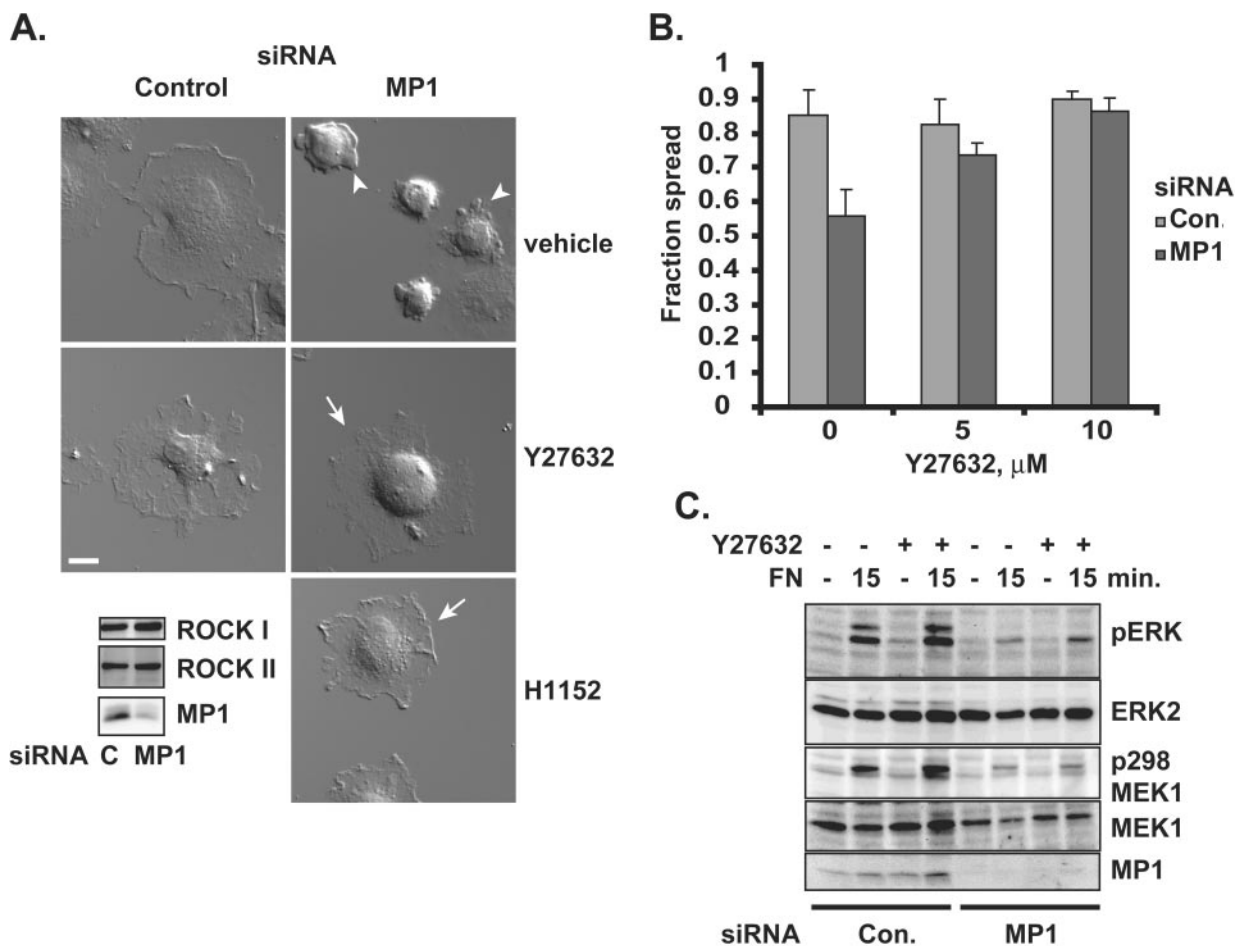 A.
siRNA
Control MP1
vehicle
Y27632
H1152
ROCK I
ROCK II
MP1
siRNA C MP1
B.
1
0.9
0.8
0.7
0.6
0.5
0.4
0.3
0.2
0.1
0
Fraction spread
0 5 10
Y27632, μM
siRNA
Con.
MP1
C.
Y27632 - - + + - - + +
FN - 15 - 15 - 15 - 15 min.
pERK
ERK2
p298
MEK1
MEK1
MP1
siRNA Con. MP1